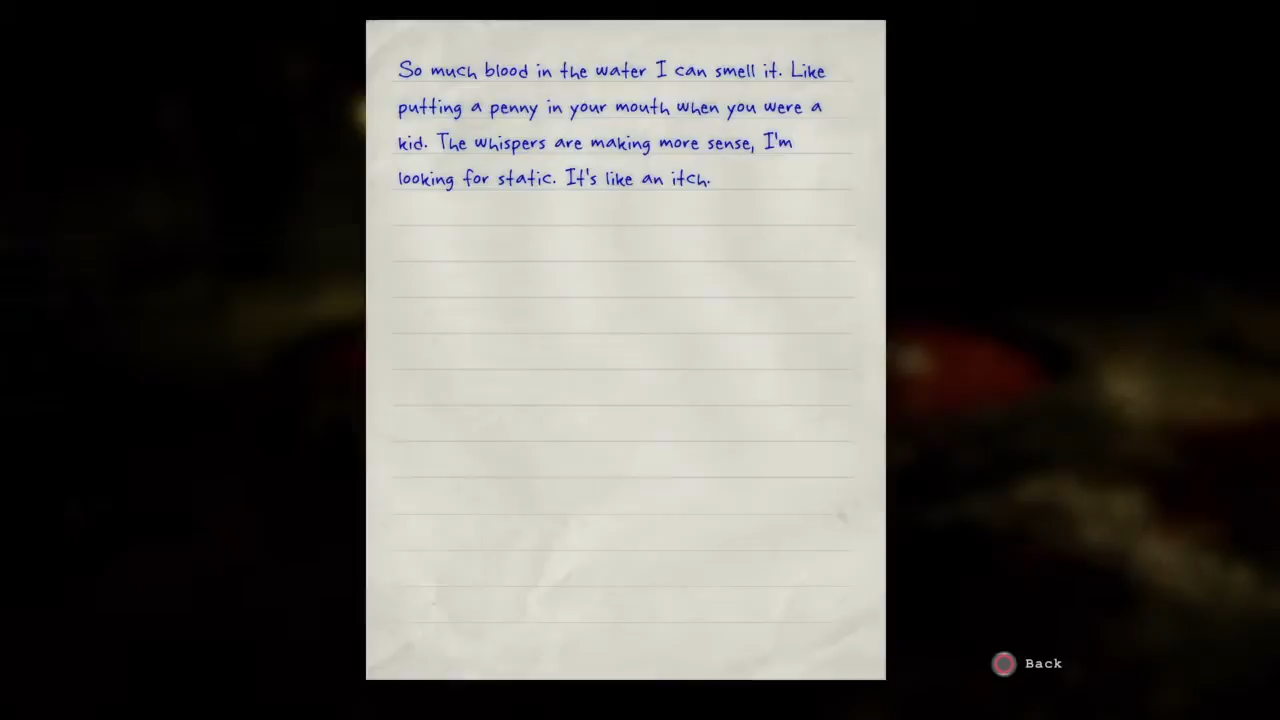 So much blood in the water I can smell it. Like
putting a penny in your mouth when you were a
kid. The whispers are making more sense, I'm
looking for static. It's like an itch.
Back